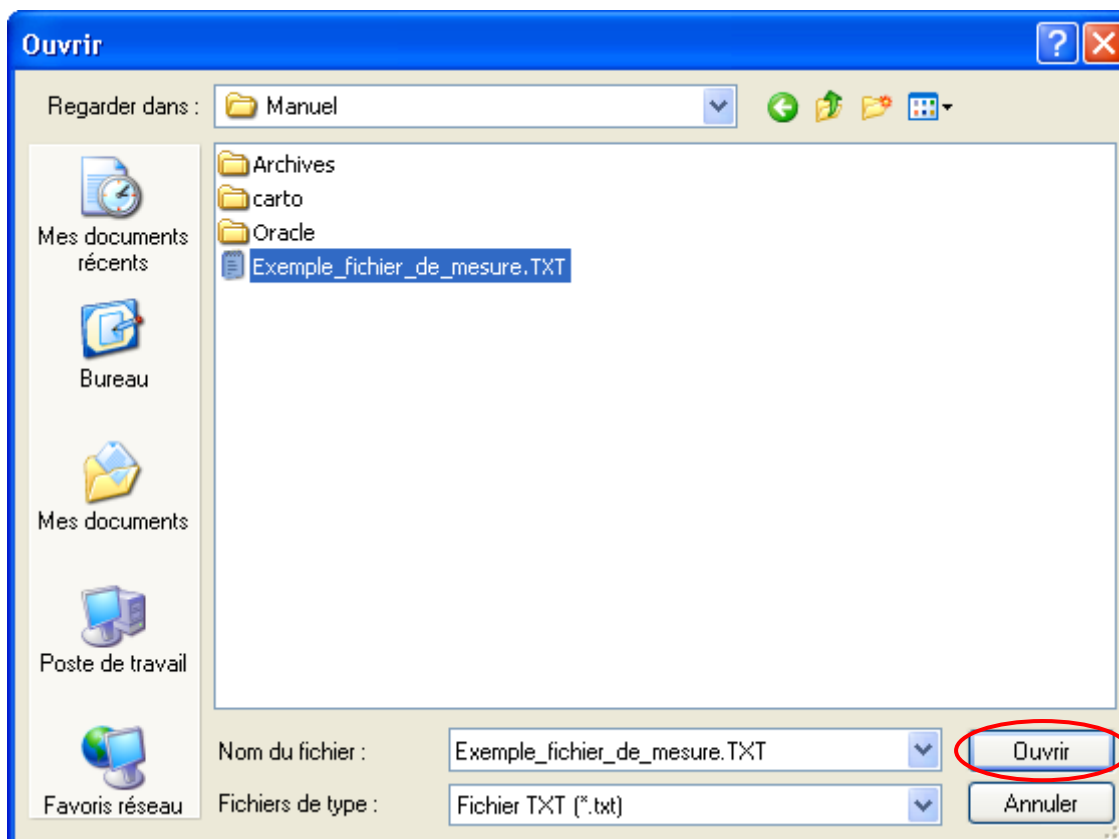 Ouvrir
Regarder dans :
Manuel
Archives
carto
Oracle
Exemple_fichier_de_mesure.TXT
Mes documents
récents
Bureau
Mes documents
Poste de travail
Favoris réseau
Nom du fichier :
Exemple_fichier_de_mesure.TXT
Ouvrir
Fichiers de type :
Fichier TXT (*.txt)
Annuler